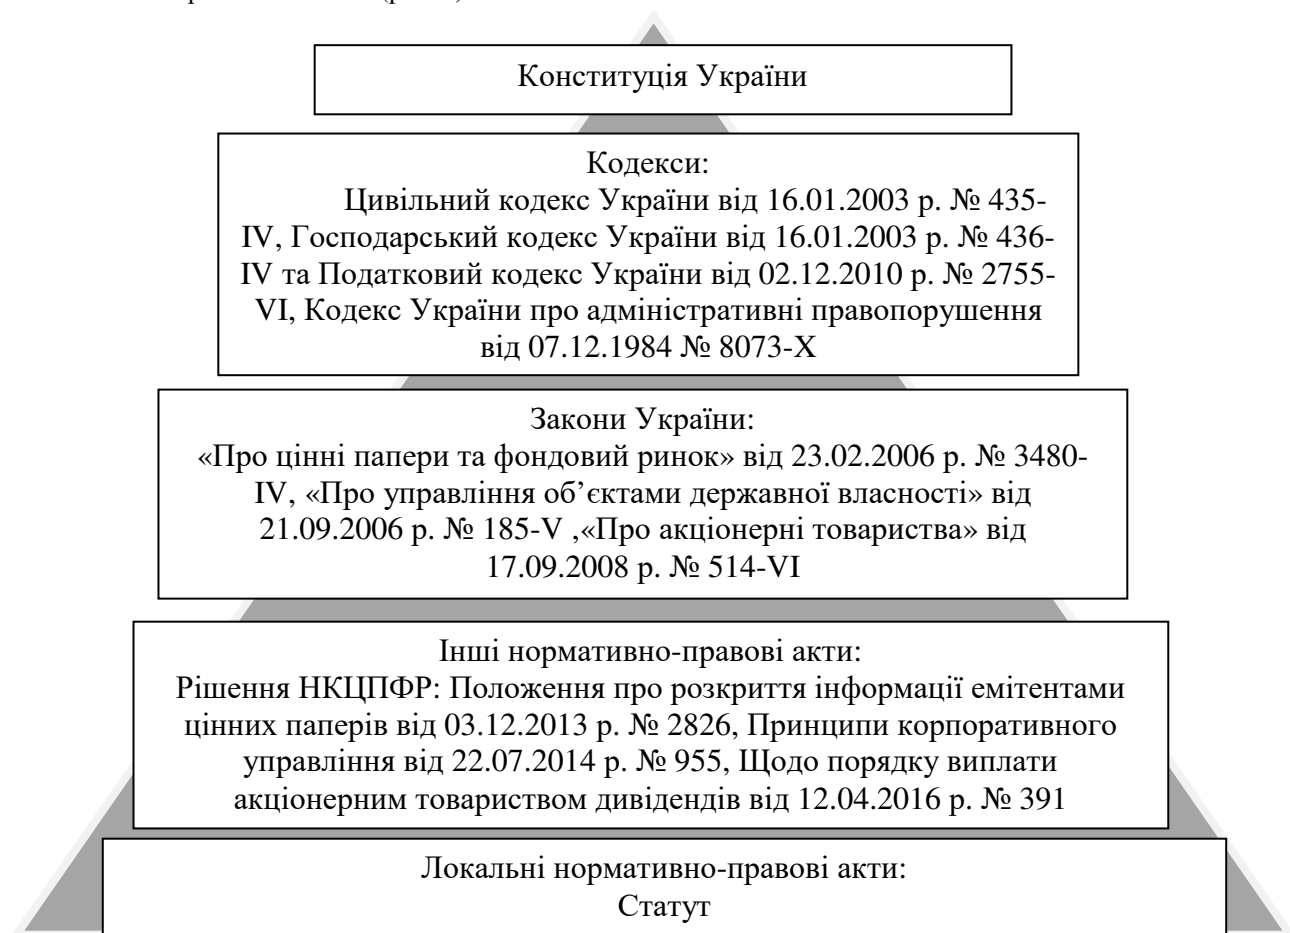 Конституція України
Кодекси:
Цивільний кодекс України від 16.01.2003 р. № 435-
IV, Господарський кодекс України від 16.01.2003 р. № 436-
IV та Податковий кодекс України від 02.12.2010 р. № 2755-
VI, Кодекс України про адміністративні правопорушення
від 07.12.1984 № 8073-X
Закони України:
«Про цінні папери та фондовий ринок» від 23.02.2006 р. № 3480-
IV, «Про управління об’єктами державної власності» від
21.09.2006 р. № 185-V ,«Про акціонерні товариства» від
17.09.2008 р. № 514-VI
Інші нормативно-правові акти:
Рішення НКЦПФР: Положення про розкриття інформації емітентами
цінних паперів від 03.12.2013 р. № 2826, Принципи корпоративного
управління від 22.07.2014 р. № 955, Щодо порядку виплати
акціонерним товариством дивідендів від 12.04.2016 р. № 391
Локальні нормативно-правові акти:
Статут